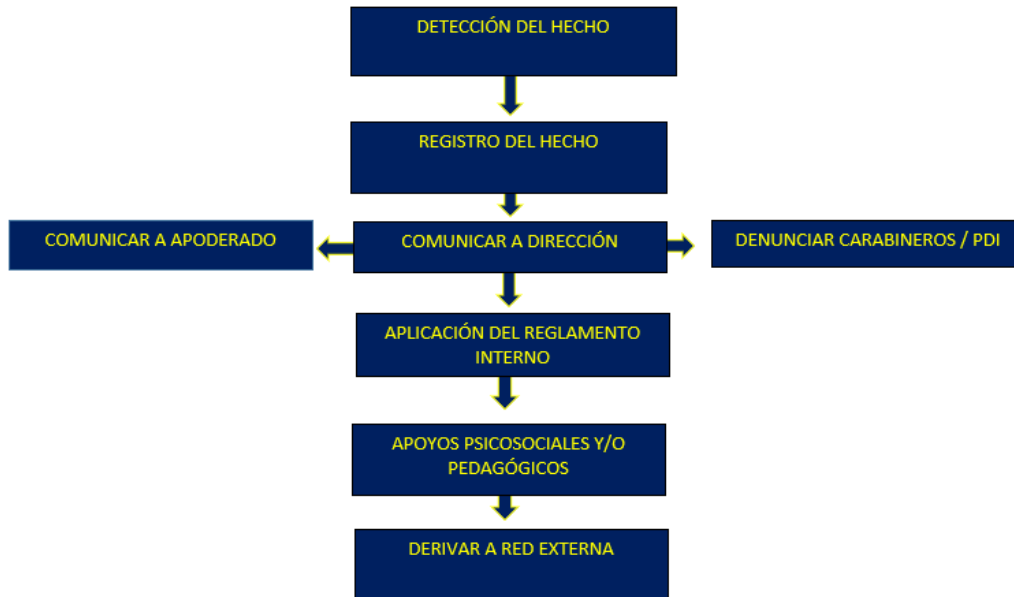 DETECCIÓN DEL HECHO
REGISTRO DEL HECHO
COMUNICAR A APODERADO
COMUNICAR A DIRECCIÓN
DENUNCIAR CARABINEROS / PDI
APLICACIÓN DEL REGLAMENTO
INTERNO
APOYOS PSICOSOCIALES Y/O
PEDAGÓGICOS
DERIVAR A RED EXTERNA